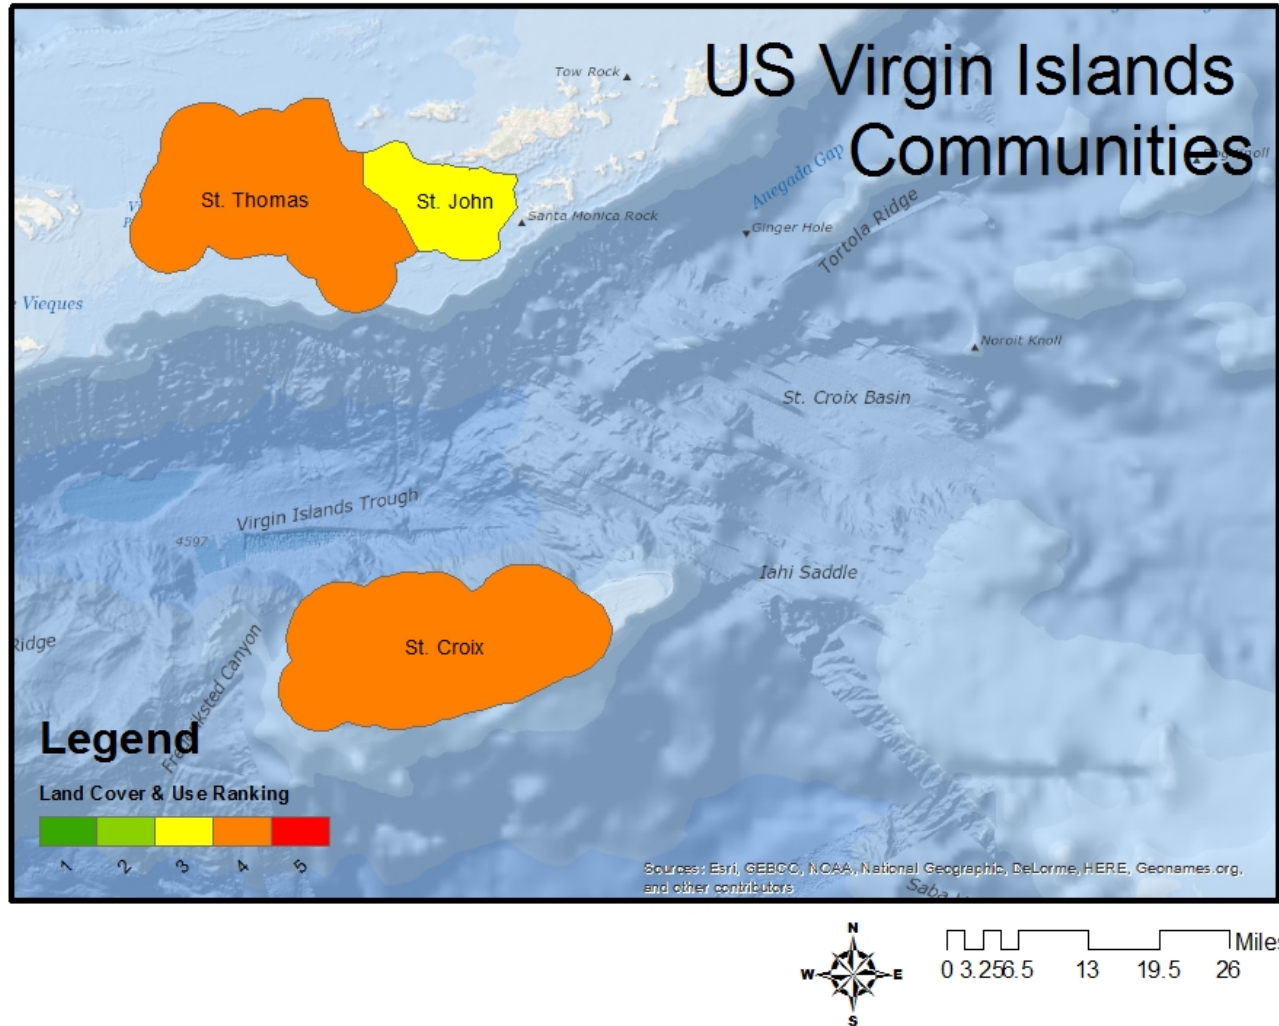 US Virgin Islands
Communities
Tow Rock
Anegada Gap
St. Thomas
St. John
Santa Monica Rock
Ginger Hole
Tortola Ridge
Vieques
Noroit Knoll
St. Croix Basin
Virgin Islands Trough
4597
Iahi Saddle
Ridge
St. Croix
Legend
Land Cover & Use Ranking
1 2 3 4 5
Sources: Esri, GEBCO, NOAA, National Geographic, DeLorme, HERE, Geonames.org,
and other contributors
Saba
N
W E
S
0 3.25 6.5 13 19.5 26
Miles